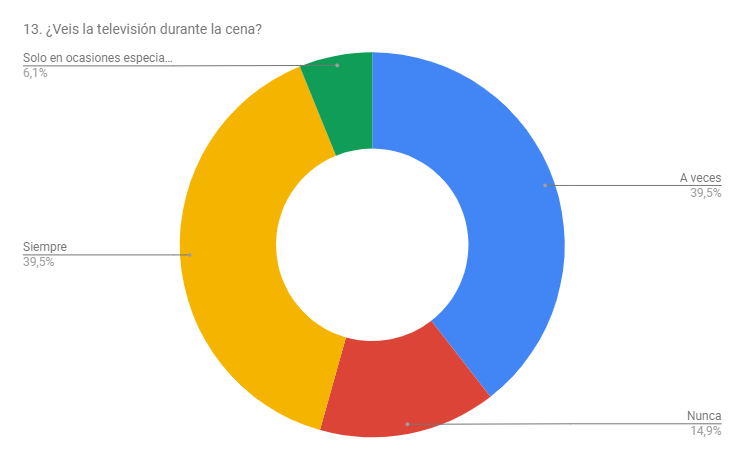 13. ¿Veis la televisión durante la cena?
Solo en ocasiones especia...
6,1%
A veces
39,5%
Siempre
39,5%
Nunca
14,9%